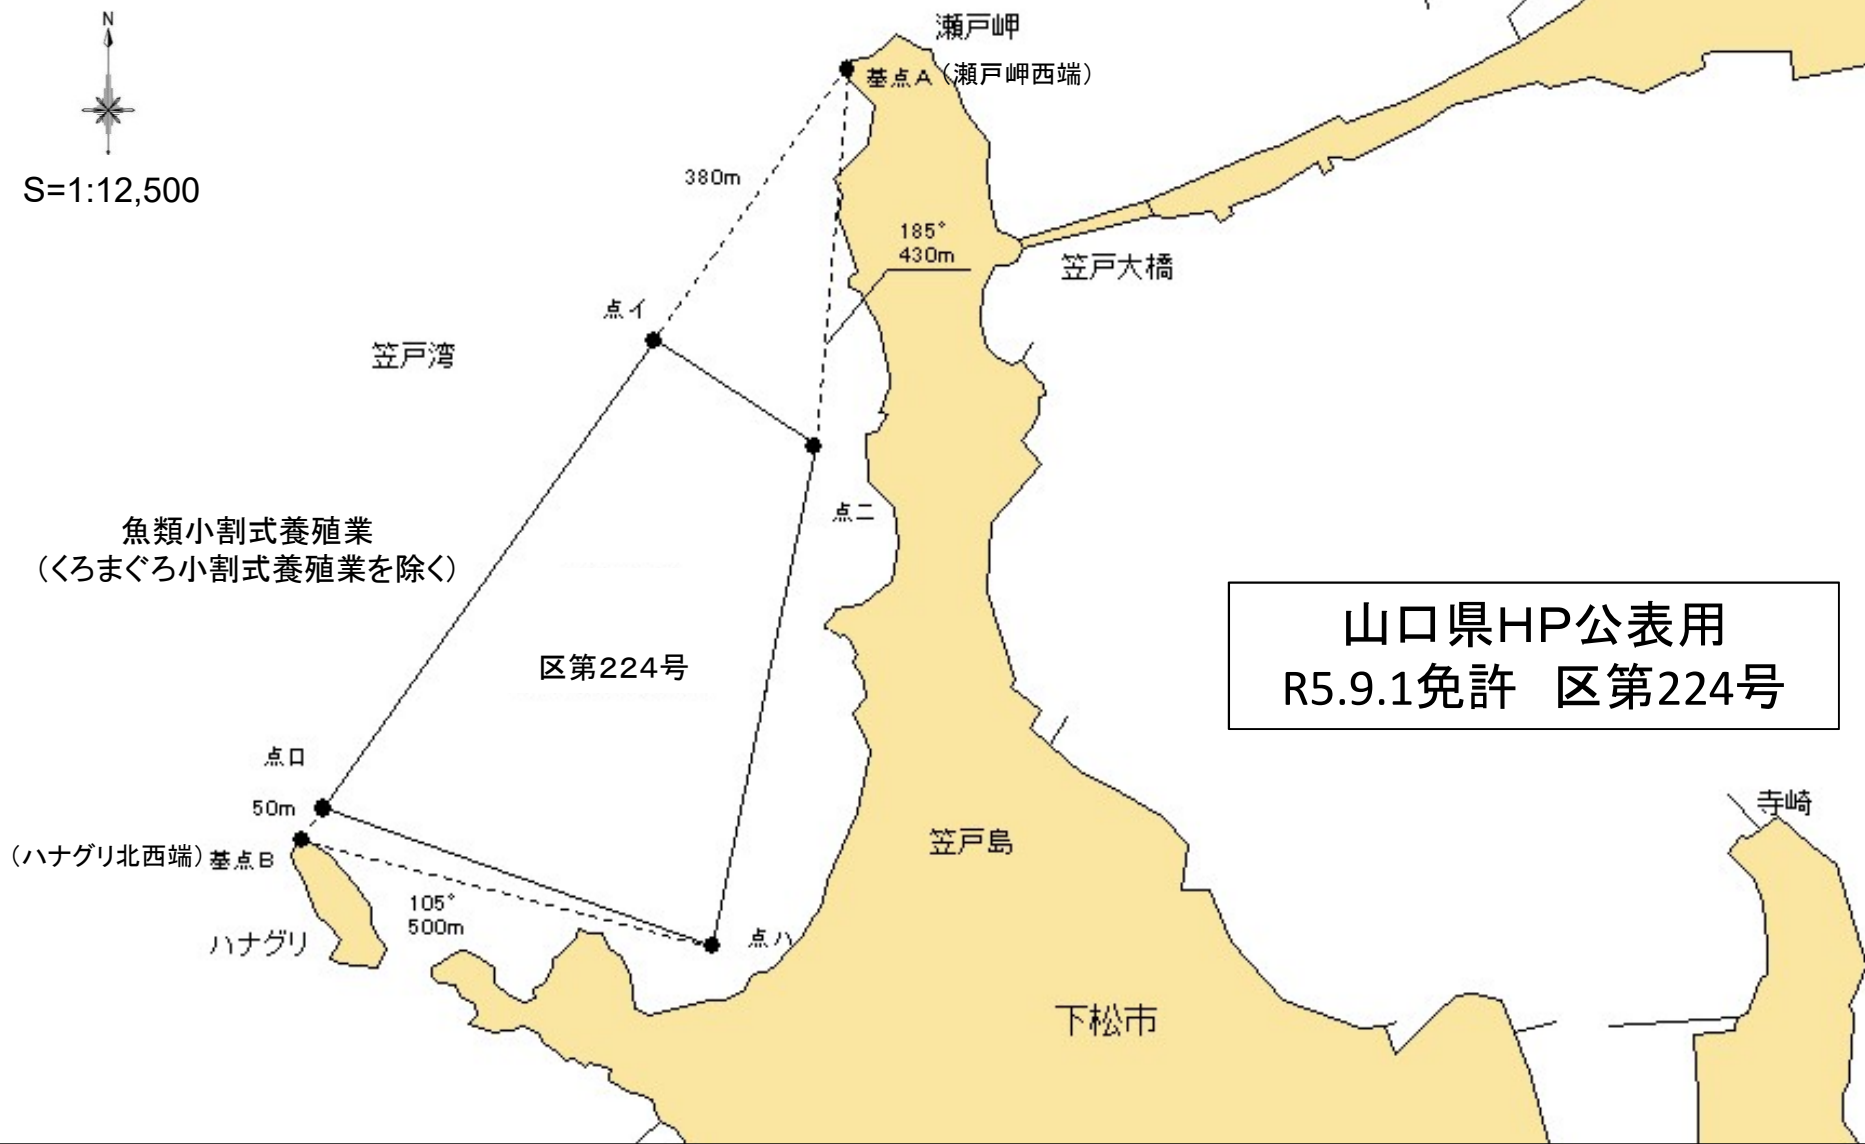 N
S=1:12,500
瀬戸岬
基点A(瀬戸岬西端)
380m
185°
430m
笠戸大橋
点イ
笠戸湾
点ニ
魚類小割式養殖業
(くろまぐろ小割式養殖業を除く)
山口県HP公表用
R5.9.1免許　区第224号
区第224号
点ロ
50m
(ハナグリ北西端)基点B
寺崎
笠戸島
105°
500m
点ハ
ハナグリ
下松市